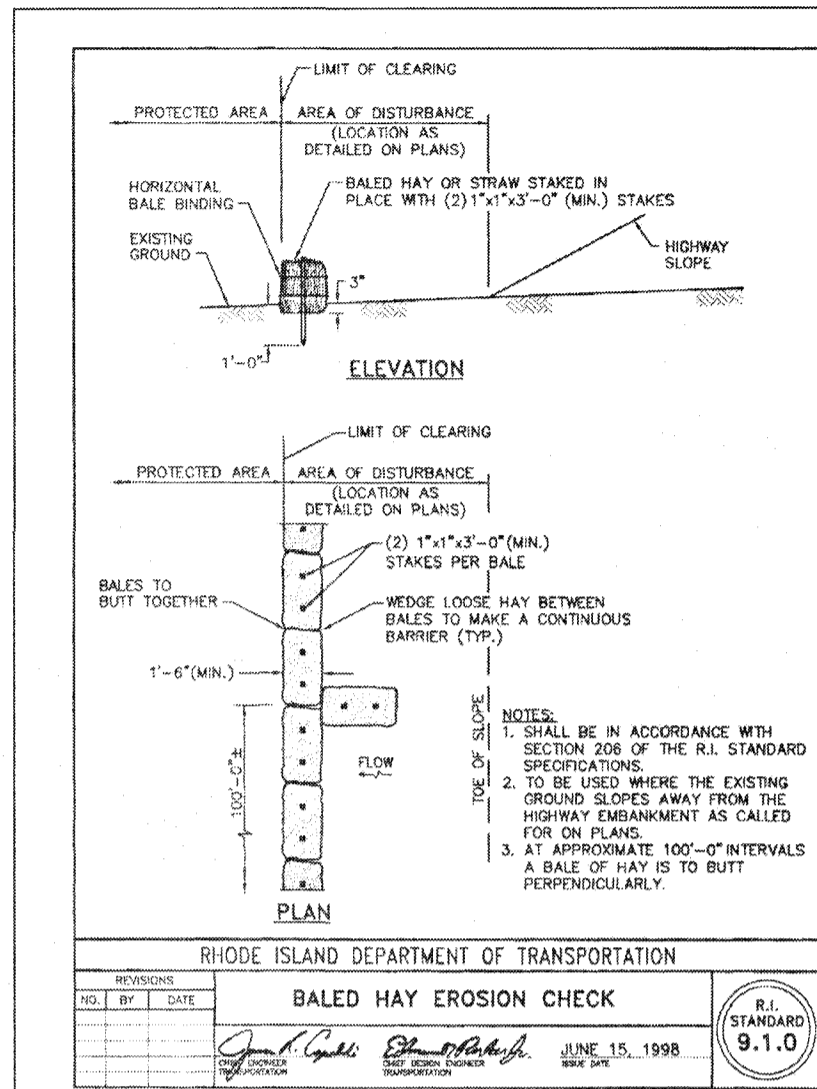 LIMIT OF CLEARING
PROTECTED AREA
AREA OF DISTURBANCE
(LOCATION AS
DETAILED ON PLANS)
HORIZONTAL
BALE BINDING
BALED HAY OR STRAW STAKED IN
PLACE WITH (2) 1"x1"x3'-0" (MIN.) STAKES
EXISTING
GROUND
HIGHWAY
SLOPE
3"
1'-0"
ELEVATION
LIMIT OF CLEARING
PROTECTED AREA
AREA OF DISTURBANCE
(LOCATION AS
DETAILED ON PLANS)
(2) 1"x1"x3'-0"(MIN.)
STAKES PER BALE
BALES TO
BUTT TOGETHER
WEDGE LOOSE HAY BETWEEN
BALES TO MAKE A CONTINUOUS
BARRIER (TYP.)
1'-6"(MIN.)
100'-0"±
FLOW
TOE OF SLOPE
NOTES:
1. SHALL BE IN ACCORDANCE WITH
SECTION 206 OF THE R.I. STANDARD
SPECIFICATIONS.
2. TO BE USED WHERE THE EXISTING
GROUND SLOPES AWAY FROM THE
HIGHWAY EMBANKMENT AS CALLED
FOR ON PLANS.
3. AT APPROXIMATE 100'-0" INTERVALS
A BALE OF HAY IS TO BUTT
PERPENDICULARLY.
PLAN
RHODE ISLAND DEPARTMENT OF TRANSPORTATION
REVISIONS
NO. BY DATE
BALED HAY EROSION CHECK
CHIEF ENGINEER
TRANSPORTATION
CHIEF DESIGN ENGINEER
TRANSPORTATION
JUNE 15, 1998
ISSUE DATE
R.I.
STANDARD
9.1.0